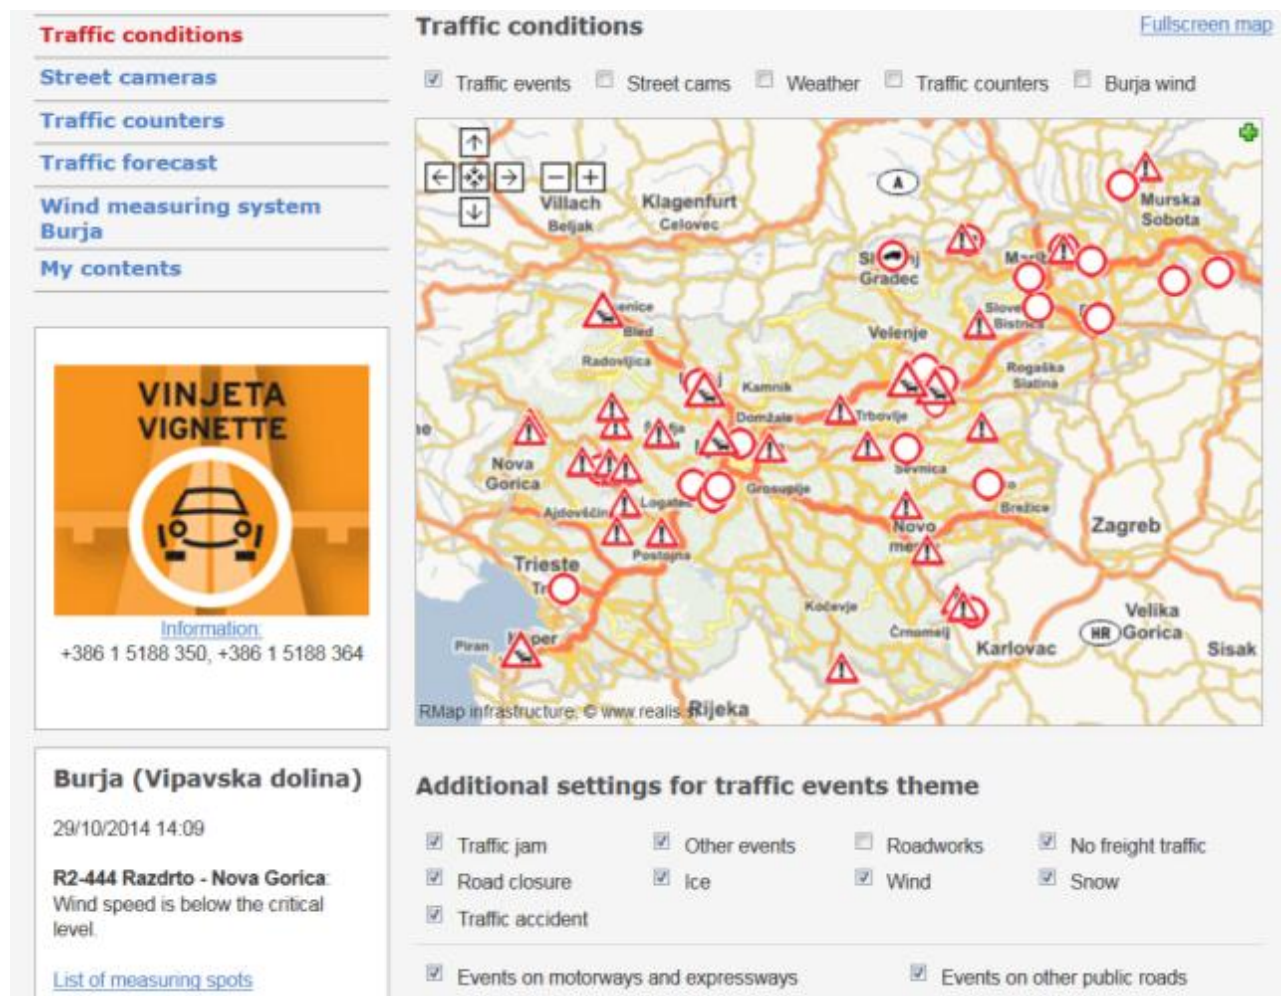 Traffic conditions
Street cameras
Traffic counters
Traffic forecast
Wind measuring system
Burja
My contents
VINJETA
VIGNETTE
Information:
+386 1 5188 350, +386 1 5188 364
Burja (Vipavska dolina)
29/10/2014 14:09
R2-444 Razdrto - Nova Gorica:
Wind speed is below the critical
level.
List of measuring spots
Traffic conditions
Fullscreen map
Traffic events Street cams Weather Traffic counters Burja wind
A
Villach
Beljak
Klagenfurt
Celovec
Murska
Sobota
Gradec
Bled
Velenje
Bistrica
Radovljica
Kamnik
Rogaška
Slatina
Domžale
Trbovlje
Nova
Gorica
Sevnica
Logatec
Grosuplje
Brežice
Ajdovščin
Novo
Zagreb
Postojna
Trieste
Kočevje
Črnomelj
Velika
HR Gorica
Piran
Karlovac
Sisak
Rijeka
RMap infrastructure, © www.realis.si
Additional settings for traffic events theme
Traffic jam Other events Roadworks No freight traffic
Road closure Ice Wind Snow
Traffic accident
Events on motorways and expressways Events on other public roads